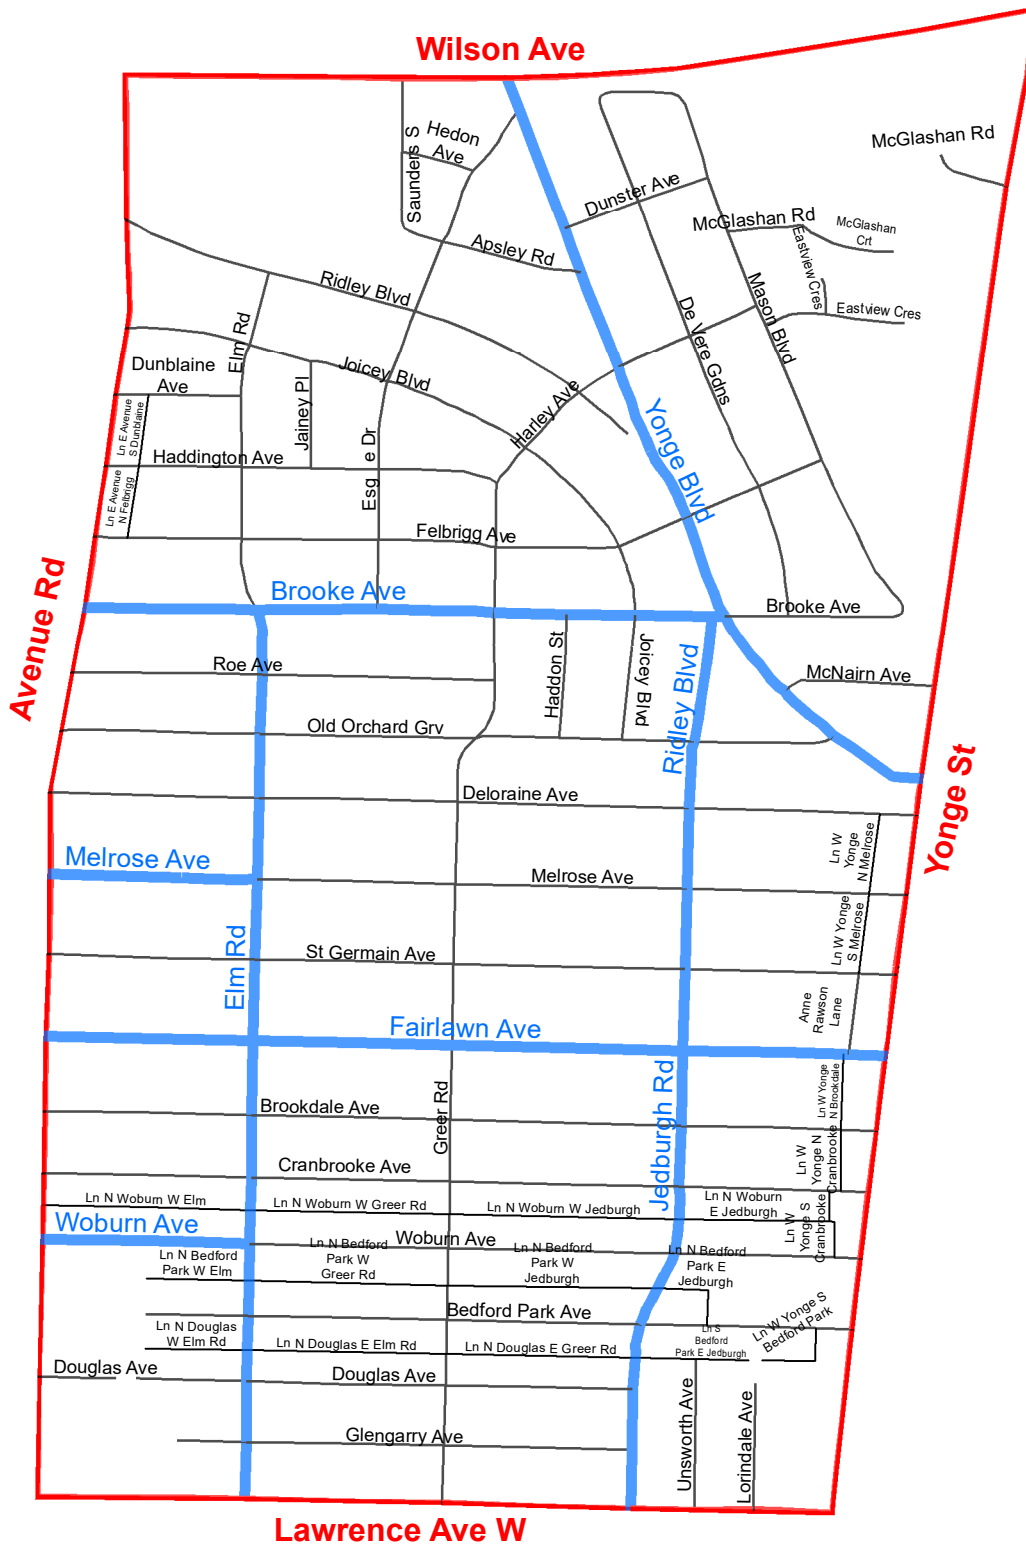 Wilson Ave
Saunders S
Hedon
Ave
McGlashan Rd
Dunster Ave
McGlashan Rd
McGlashan
Crt
Apsley Rd
Eastview Cres
Ridley Blvd
Mason Blvd
Eastview Cres
De Vere Gdns
Elm Rd
Joicey Blvd
Dunblaine
Ave
Jainey Pl
Harley Ave
Ln E Avenue
S Dunblaine
Yonge Blvd
Haddington Ave
Esg
e Dr
Ln E Avenue
N Felbrigg
Felbrigg Ave
Avenue Rd
Brooke Ave
Brooke Ave
Roe Ave
Haddon St
Joicey Blvd
Ridley Blvd
McNairn Ave
Old Orchard Grv
Yonge St
Deloraine Ave
Ln W
Yonge
N Melrose
Melrose Ave
Melrose Ave
Ln W Yonge
S Melrose
St Germain Ave
Elm Rd
Anne
Rawson
Lane
Fairlawn Ave
Ln W Yonge
N Brookdale
Brookdale Ave
Greer Rd
Jedburgh Rd
Ln W
Yonge N
Cranbrooke
Cranbrooke Ave
Ln N Woburn W Elm
Ln N Woburn W Greer Rd
Ln N Woburn W Jedburgh
Ln N Woburn
E Jedburgh
Ln W
Yonge S
Cranbrooke
Woburn Ave
Woburn Ave
Ln N Bedford
Park W Elm
Ln N Bedford
Park W
Greer Rd
Ln N Bedford
Park W
Jedburgh
Ln N Bedford
Park E
Jedburgh
Bedford Park Ave
Ln W Yonge S
Bedford Park
Ln N Douglas
W Elm Rd
Ln N Douglas E Elm Rd
Ln N Douglas E Greer Rd
Ln S
Bedford
Park E Jedburgh
Douglas Ave
Douglas Ave
Unsworth Ave
Lorindale Ave
Glengarry Ave
Lawrence Ave W